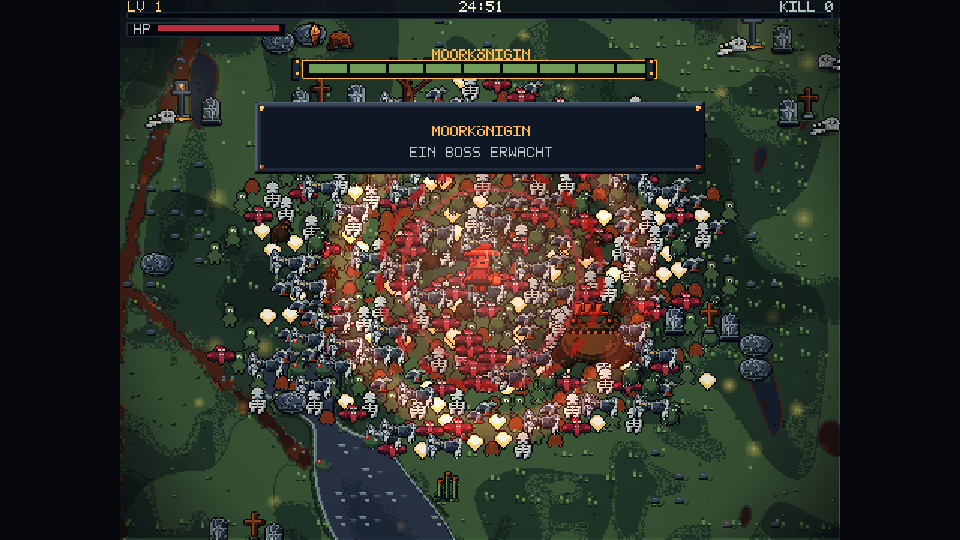 LV 1
24:51
KILL 0
HP
MOORKöNIGIN
MOORKöNIGIN
EIN BOSS ERWACHT